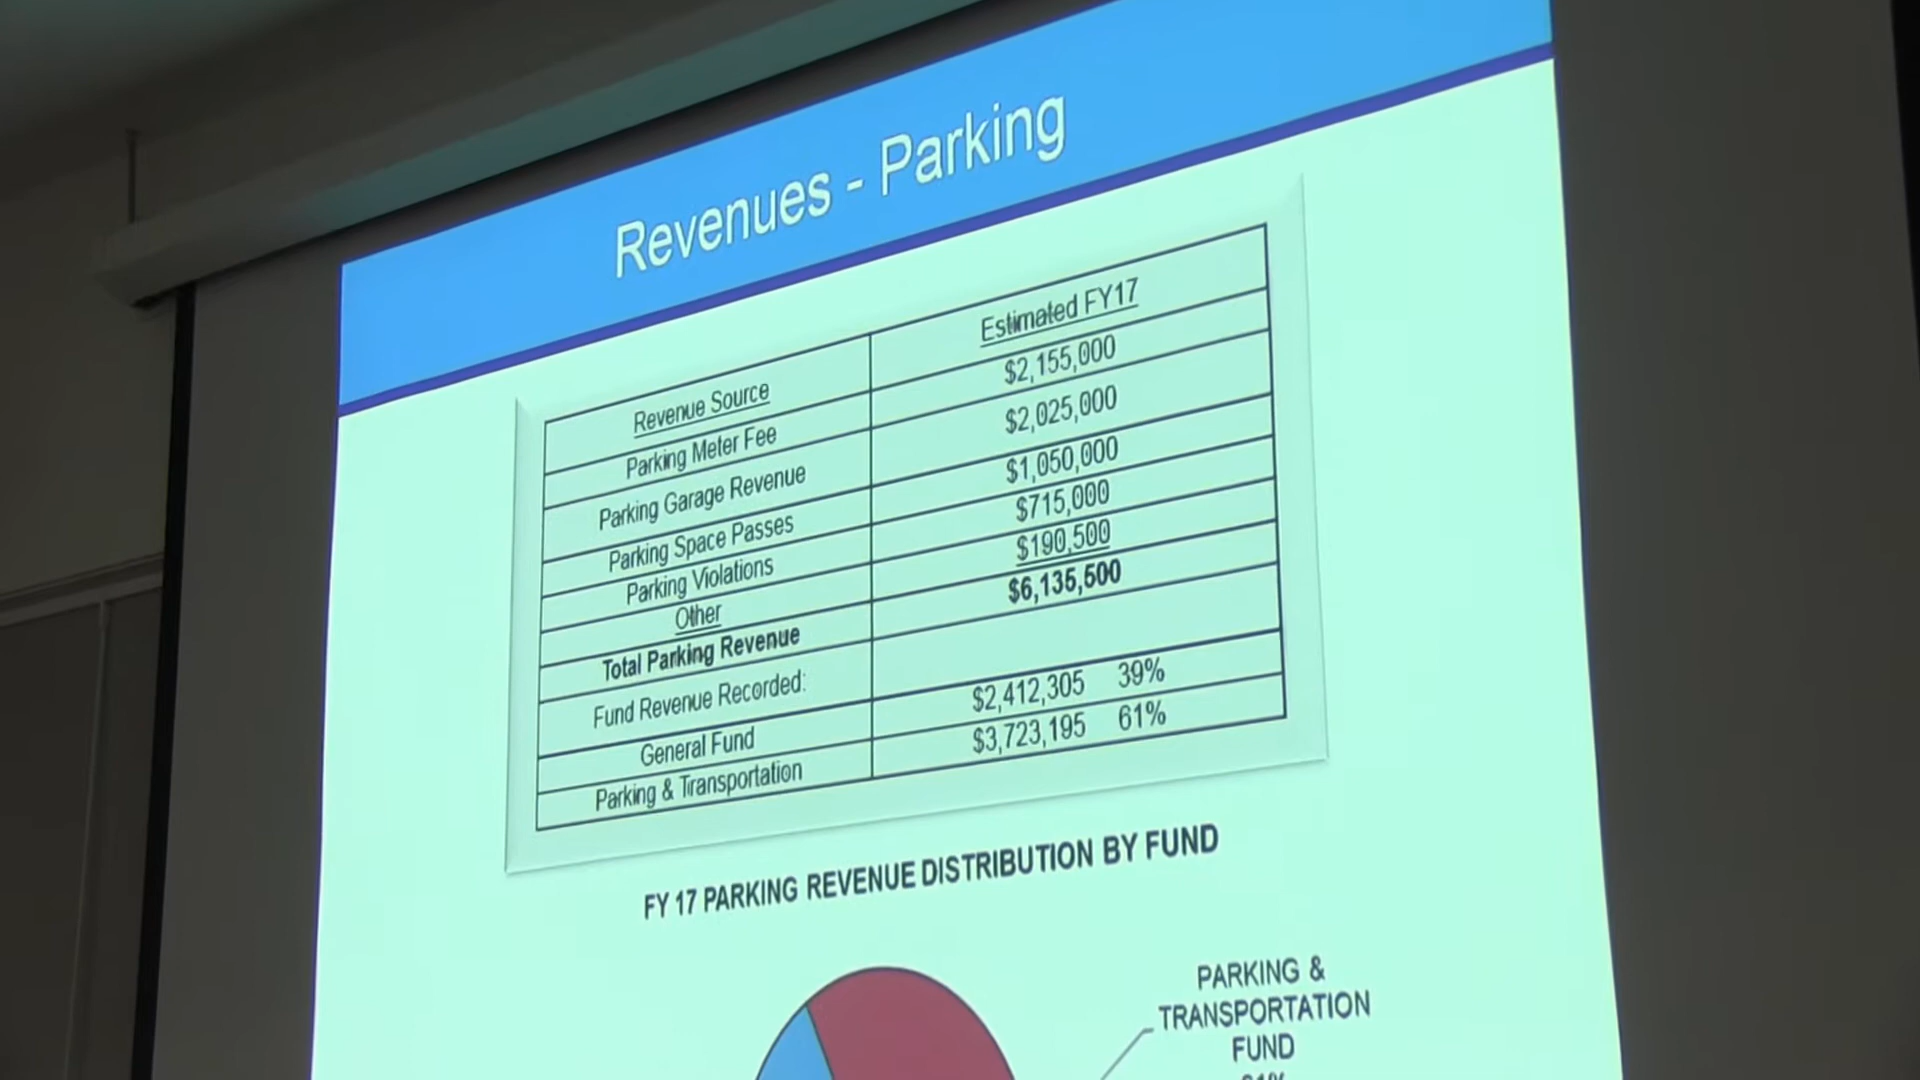 Revenues - Parking
Revenue Source Estimated FY17
Parking Meter Fee $2,155,000
Parking Garage Revenue $2,025,000
Parking Space Passes $1,050,000
Parking Violations $715,000
Other $190,500
Total Parking Revenue $6,135,500
Fund Revenue Recorded:
General Fund $2,412,305 39%
Parking & Transportation $3,723,195 61%
FY 17 PARKING REVENUE DISTRIBUTION BY FUND
PARKING &
TRANSPORTATION
FUND